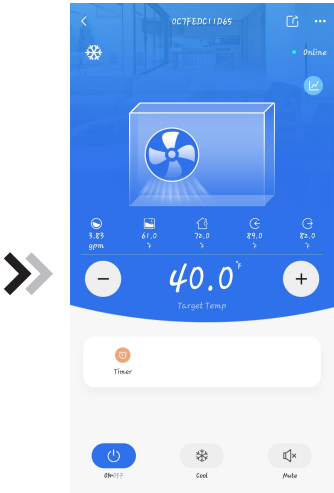 0C7FEDC11D65
Online
3.83 61.0 72.0 89.0 82.0
gpm °F °F °F °F
40.0 °F
Target Temp
Timer
ON/OFF Cool Mute